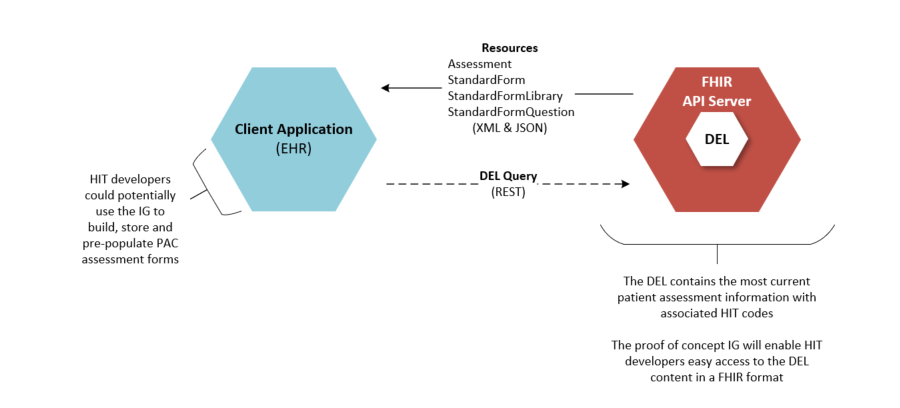 Resources
Assessment
StandardForm
StandardFormLibrary
StandardFormQuestion
(XML & JSON)
FHIR
API Server
DEL
Client Application
(EHR)
DEL Query
(REST)
HIT developers
could potentially
use the IG to
build, store and
pre-populate PAC
assessment forms
The DEL contains the most current
patient assessment information with
associated HIT codes
The proof of concept IG will enable HIT
developers easy access to the DEL
content in a FHIR format